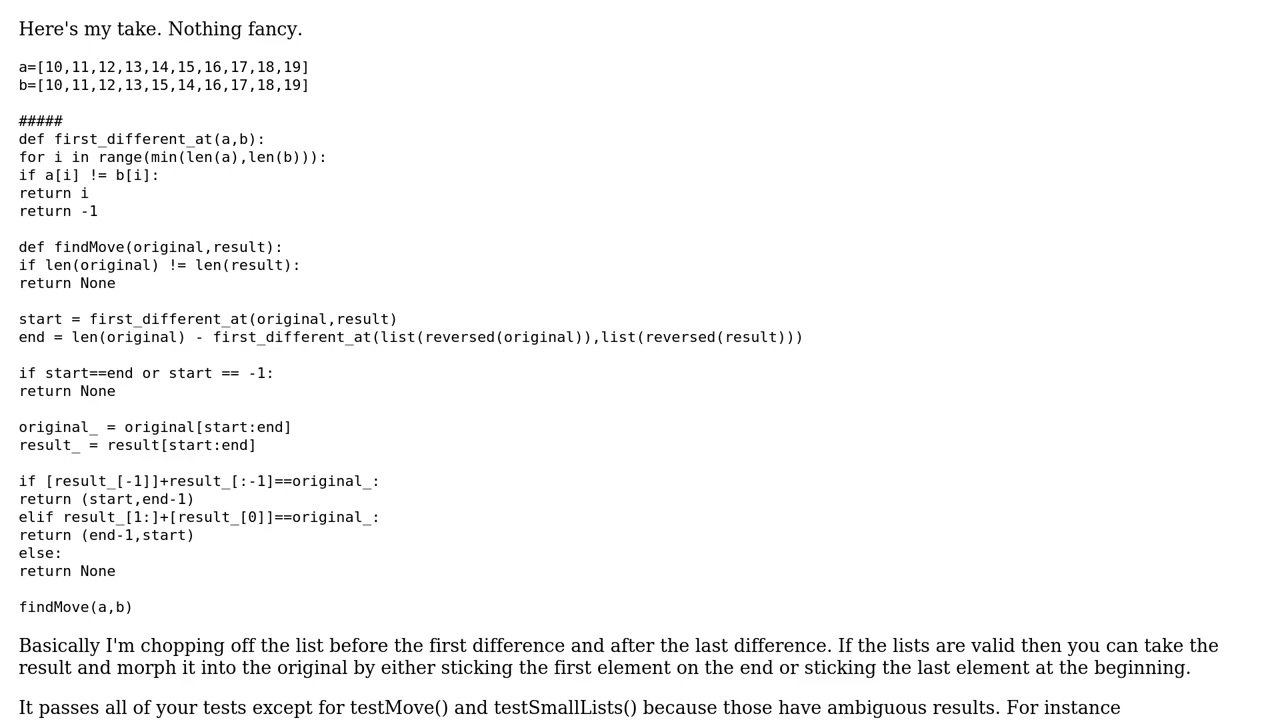 Here's my take. Nothing fancy.
a=[10,11,12,13,14,15,16,17,18,19]
b=[10,11,12,13,15,14,16,17,18,19]
#####
def first_different_at(a,b):
for i in range(min(len(a),len(b))):
if a[i] != b[i]:
return i
return -1
def findMove(original,result):
if len(original) != len(result):
return None
start = first_different_at(original,result)
end = len(original) - first_different_at(list(reversed(original)),list(reversed(result)))
if start==end or start == -1:
return None
original_ = original[start:end]
result_ = result[start:end]
if [result_[-1]]+result_[:-1]==original_:
return (start,end-1)
elif result_[1:]+[result_[0]]==original_:
return (end-1,start)
else:
return None
findMove(a,b)
Basically I'm chopping off the list before the first difference and after the last difference. If the lists are valid then you can take the
result and morph it into the original by either sticking the first element on the end or sticking the last element at the beginning.
It passes all of your tests except for testMove() and testSmallLists() because those have ambiguous results. For instance